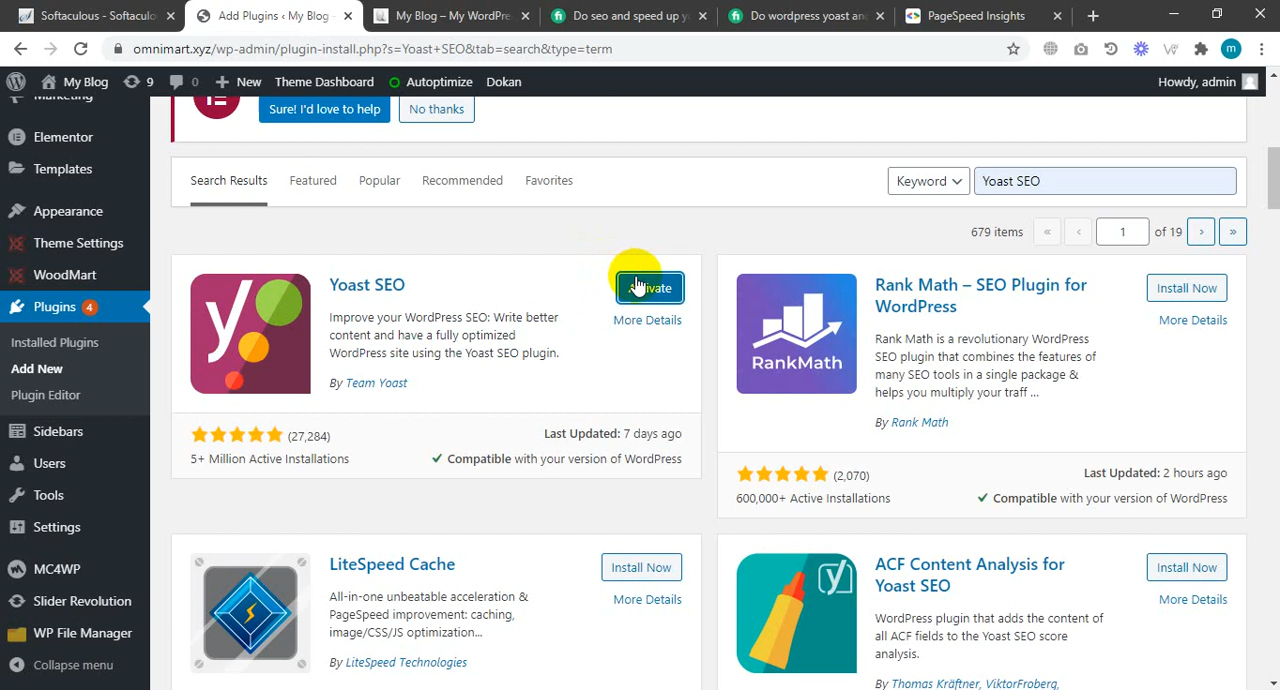 Softaculous - Softaculo
Add Plugins ‹ My Blog –
My Blog – My WordPre
Do seo and speed up y
Do wordpress yoast an
PageSpeed Insights
omnimart.xyz/wp-admin/plugin-install.php?s=Yoast+SEO&tab=search&type=term
m
My Blog 9 0 New Theme Dashboard Autoptimize Dokan Howdy, admin
Marketing
Elementor
Templates
Appearance
Theme Settings
WoodMart
Plugins 4
Installed Plugins
Add New
Plugin Editor
Sidebars
Users
Tools
Settings
MC4WP
Slider Revolution
WP File Manager
Collapse menu
Sure! I'd love to help
No thanks
Search Results Featured Popular Recommended Favorites
Keyword
Yoast SEO
679 items « ‹ 1 of 19 › »
Yoast SEO
Activate
More Details
Improve your WordPress SEO: Write better
content and have a fully optimized
WordPress site using the Yoast SEO plugin.
By Team Yoast
(27,284)
Last Updated: 7 days ago
5+ Million Active Installations
Compatible with your version of WordPress
RankMath
Rank Math – SEO Plugin for
WordPress
Install Now
More Details
Rank Math is a revolutionary WordPress
SEO plugin that combines the features of
many SEO tools in a single package &
helps you multiply your traff ...
By Rank Math
(2,070)
Last Updated: 2 hours ago
600,000+ Active Installations
Compatible with your version of WordPress
LiteSpeed Cache
Install Now
More Details
All-in-one unbeatable acceleration &
PageSpeed improvement: caching,
image/CSS/JS optimization...
By LiteSpeed Technologies
ACF Content Analysis for
Yoast SEO
Install Now
More Details
WordPress plugin that adds the content of
all ACF fields to the Yoast SEO score
analysis.
By Thomas Kräftner, ViktorFroberg,